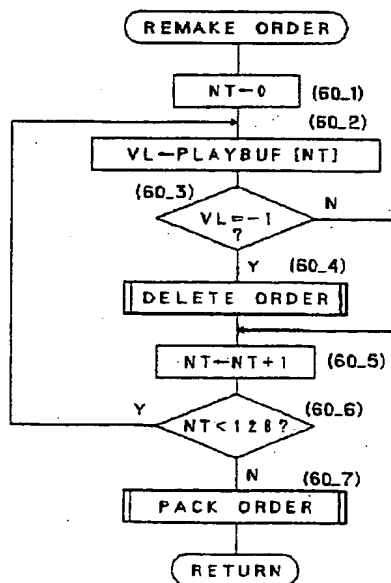 REMAKE ORDER
NT←0 (60_1)
(60_2)
VL←PLAYBUF [NT]
(60_3)
N
VL=-1
?
Y (60_4)
DELETE ORDER
NT←NT+1 (60_5)
Y (60_6)
NT<128?
N (60_7)
PACK ORDER
RETURN